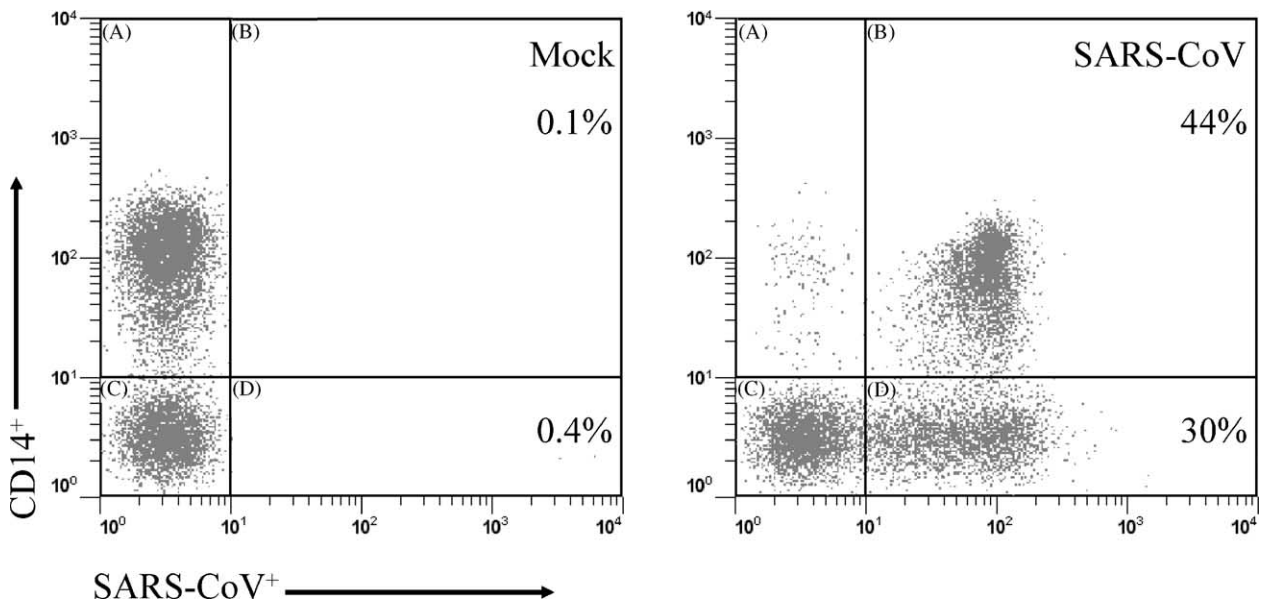 10⁴ (A) (B) Mock 10⁴ (A) (B) SARS-CoV
0.1% 44%
10³ 10³
10² 10²
10¹ (C) (D) 10¹ (C) (D)
0.4% 30%
10⁰ 10⁰
10⁰ 10¹ 10² 10³ 10⁴ 10⁰ 10¹ 10² 10³ 10⁴
CD14⁺
SARS-CoV⁺